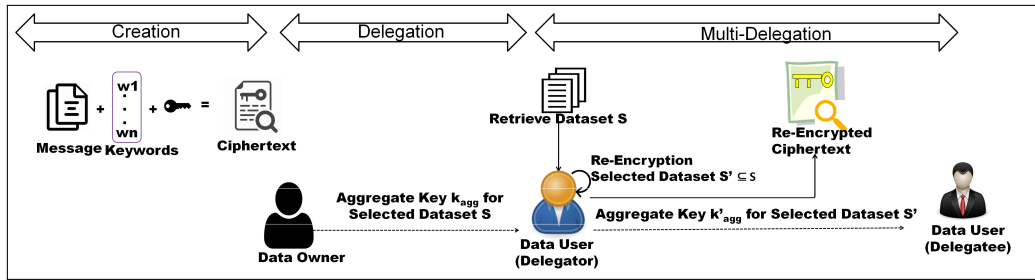 Creation
Delegation
Multi-Delegation
w1
.
.
.
wn
+
+
=
Message
Keywords
Ciphertext
Retrieve Dataset S
Re-Encrypted
Ciphertext
Re-Encryption
Selected Dataset S' ⊆ S
Aggregate Key kagg for
Selected Dataset S
Aggregate Key k'agg for Selected Dataset S'
Data Owner
Data User
(Delegator)
Data User
(Delegatee)